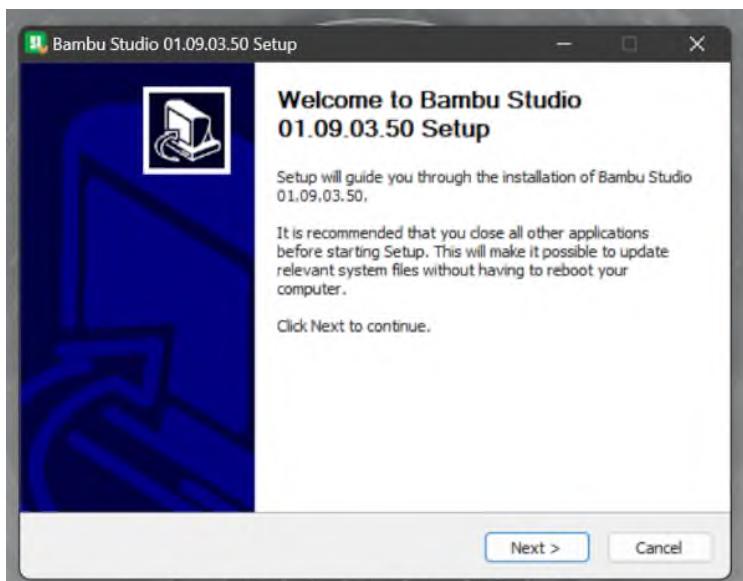 Bambu Studio 01.09.03.50 Setup
Welcome to Bambu Studio
01.09.03.50 Setup
Setup will guide you through the installation of Bambu Studio
01.09.03.50.
It is recommended that you close all other applications
before starting Setup. This will make it possible to update
relevant system files without having to reboot your
computer.
Click Next to continue.
Next >
Cancel